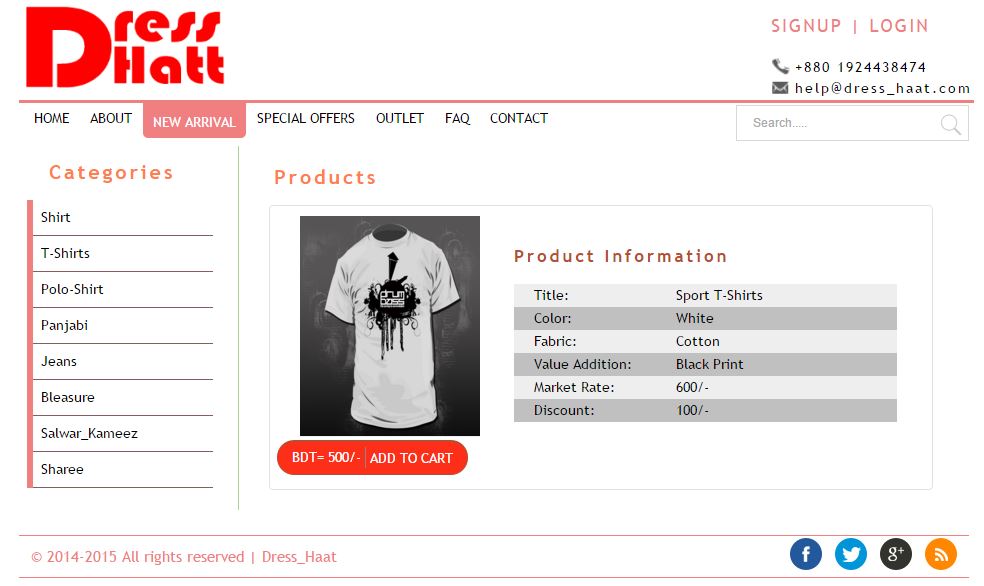 Dress
Hatt
SIGNUP | LOGIN
+880 1924438474
help@dress_haat.com
HOME ABOUT NEW ARRIVAL SPECIAL OFFERS OUTLET FAQ CONTACT
Search.....
Categories
Shirt
T-Shirts
Polo-Shirt
Panjabi
Jeans
Bleasure
Salwar_Kameez
Sharee
Products
drum
bass
BDT= 500/- ADD TO CART
Product Information
Title: Sport T-Shirts
Color: White
Fabric: Cotton
Value Addition: Black Print
Market Rate: 600/-
Discount: 100/-
© 2014-2015 All rights reserved | Dress_Haat
f
g+